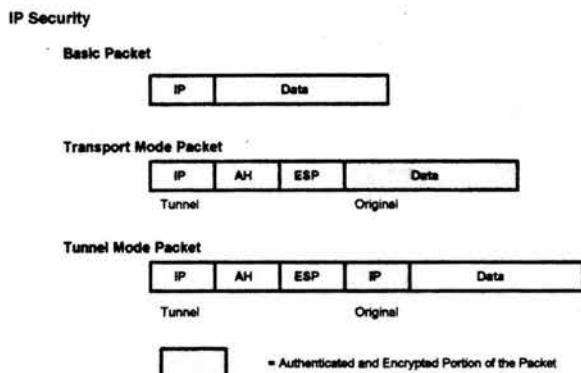 IP Security
Basic Packet
IP Data
Transport Mode Packet
IP AH ESP Data
Tunnel Original
Tunnel Mode Packet
IP AH ESP IP Data
Tunnel Original
= Authenticated and Encrypted Portion of the Packet